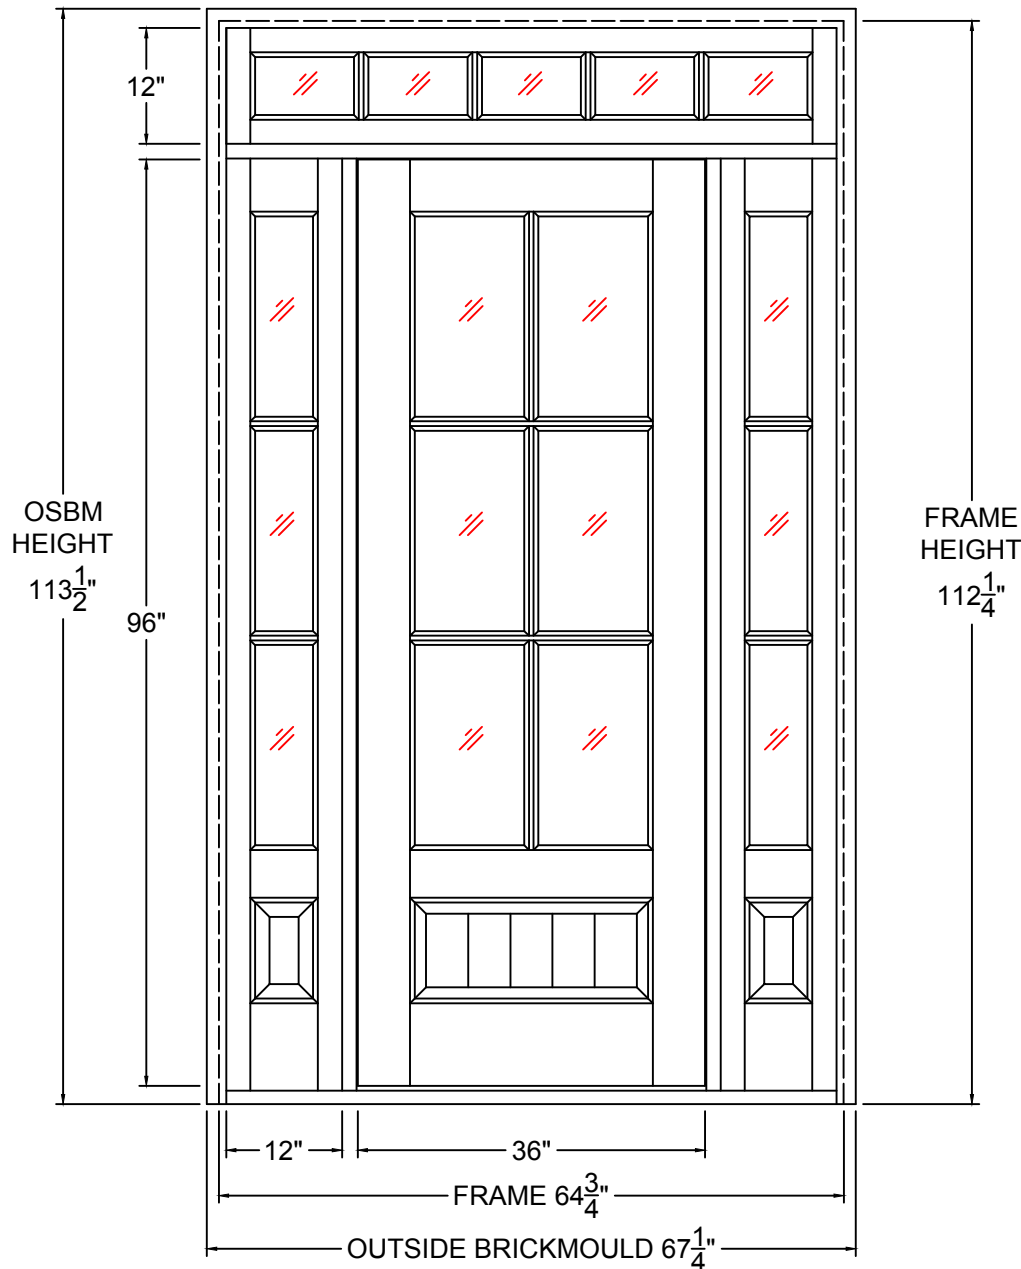 12"
OSBM
HEIGHT
113 1/2"
96"
FRAME
HEIGHT
112 1/4"
12"
36"
FRAME 64 3/4"
OUTSIDE BRICKMOULD 67 1/4"